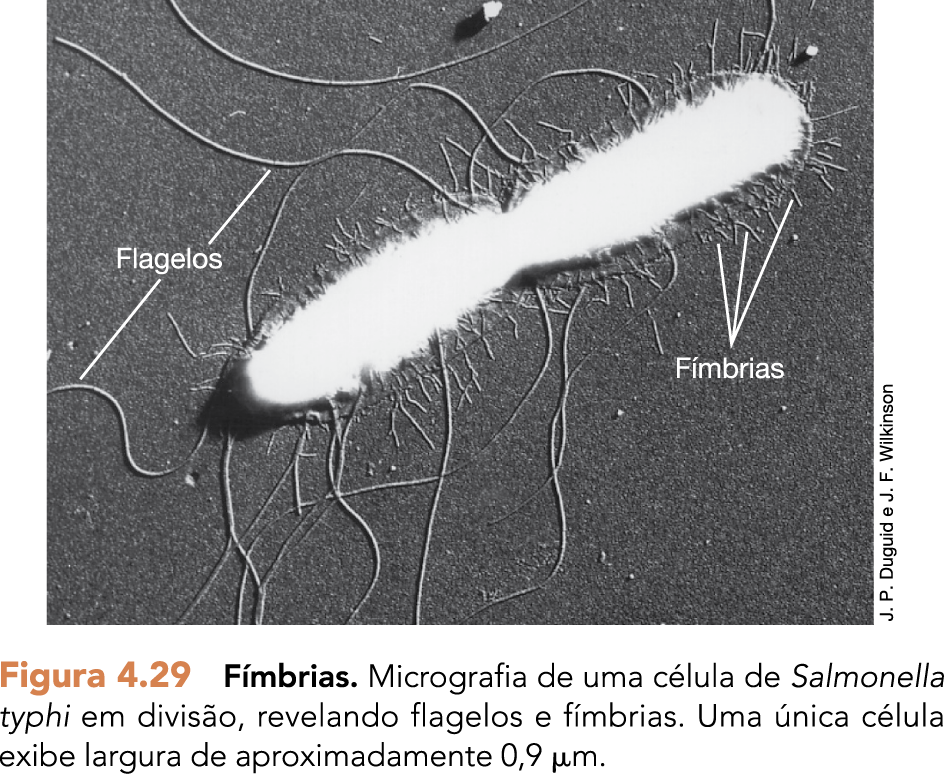 Flagelos
Fímbrias
J. P. Duguid e J. F. Wilkinson
Figura 4.29 Fímbrias. Micrografia de uma célula de Salmonella
typhi em divisão, revelando flagelos e fímbrias. Uma única célula
exibe largura de aproximadamente 0,9 μm.